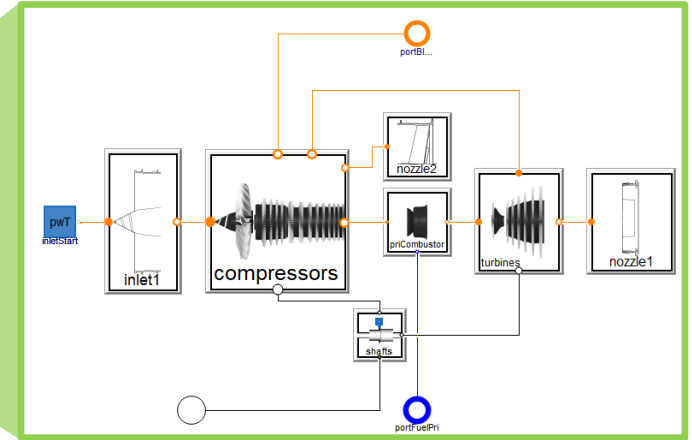 portBl...
nozzle2
pwT
inletStart
inlet1
compressors
priCombustor
turbines
nozzle1
shafts
portFuelPri